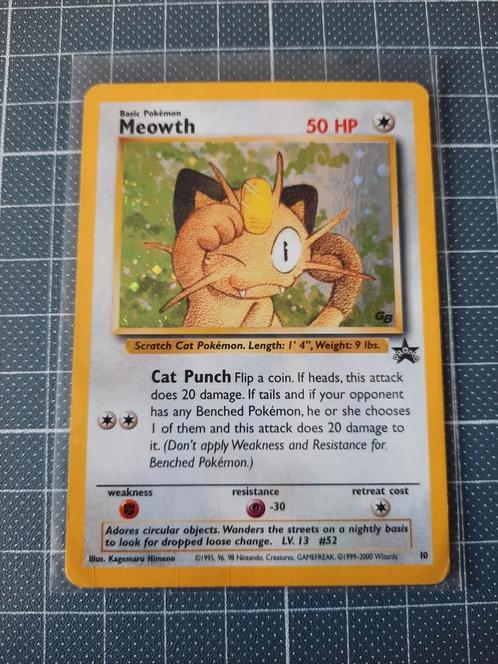 Basic Pokémon
Meowth
50 HP
GB
Scratch Cat Pokémon. Length: 1' 4", Weight: 9 lbs.
PROMO
Cat Punch Flip a coin. If heads, this attack
does 20 damage. If tails and if your opponent
has any Benched Pokémon, he or she chooses
1 of them and this attack does 20 damage to
it. (Don't apply Weakness and Resistance for
Benched Pokémon.)
weakness resistance retreat cost
-30
Adores circular objects. Wanders the streets on a nightly basis
to look for dropped loose change. LV. 13 #52
Illus. Kagemaru Himeno ©1995, 96, 98 Nintendo, Creatures, GAMEFREAK. ©1999-2000 Wizards. 10